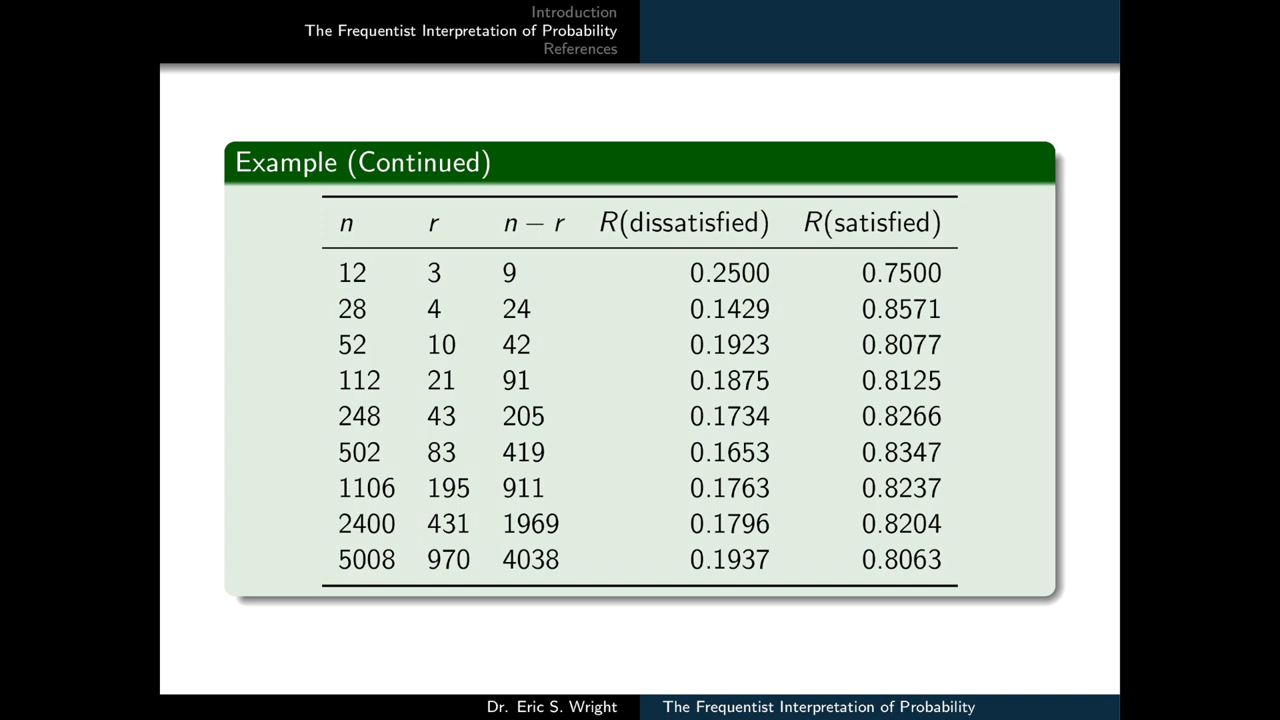 Introduction
The Frequentist Interpretation of Probability
References
Example (Continued)
n r n − r R(dissatisfied) R(satisfied)
12 3 9 0.2500 0.7500
28 4 24 0.1429 0.8571
52 10 42 0.1923 0.8077
112 21 91 0.1875 0.8125
248 43 205 0.1734 0.8266
502 83 419 0.1653 0.8347
1106 195 911 0.1763 0.8237
2400 431 1969 0.1796 0.8204
5008 970 4038 0.1937 0.8063
Dr. Eric S. Wright The Frequentist Interpretation of Probability